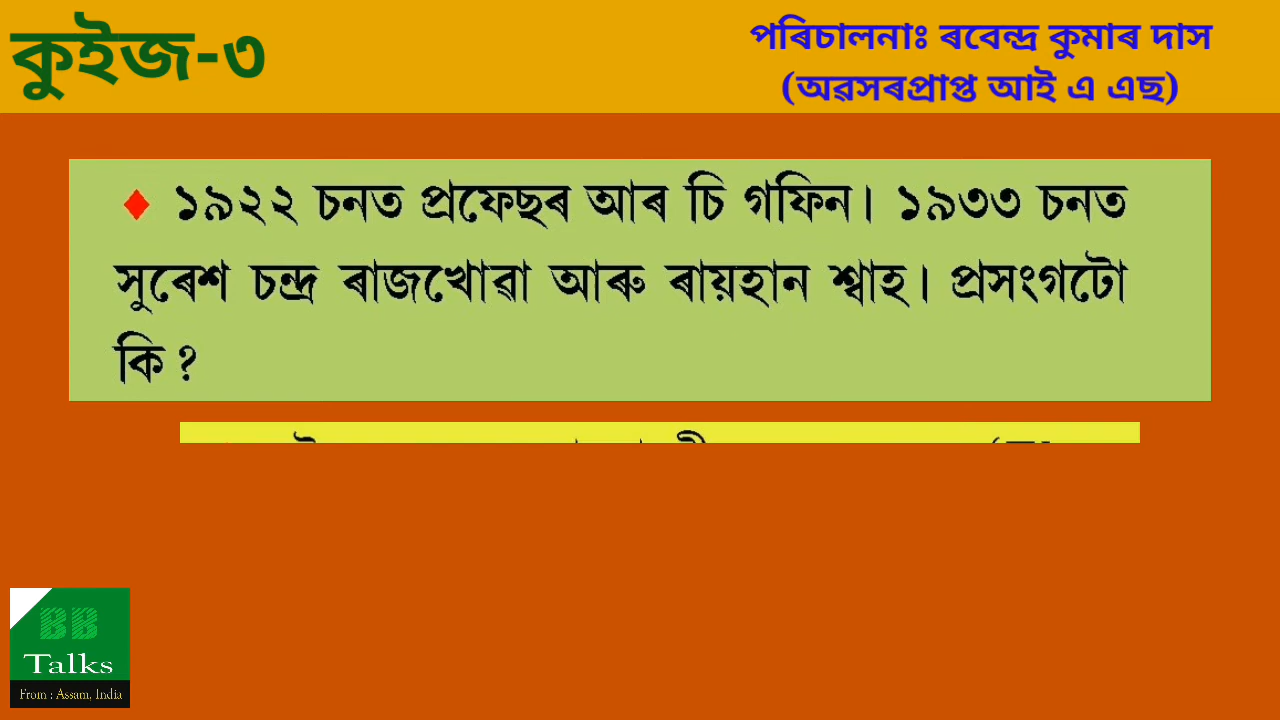 কুইজ-৩
পৰিচালনাঃ ৰবেন্দ্ৰ কুমাৰ দাস
(অৱসৰপ্ৰাপ্ত আই এ এছ)
♦ ১৯২২ চনত প্ৰফেছৰ আৰ চি গফিন। ১৯৩৩ চনত
সুৰেশ চন্দ্ৰ ৰাজখোৱা আৰু ৰায়হান শ্বাহ। প্ৰসংগটো
কি ?
BB
Talks
From : Assam, India